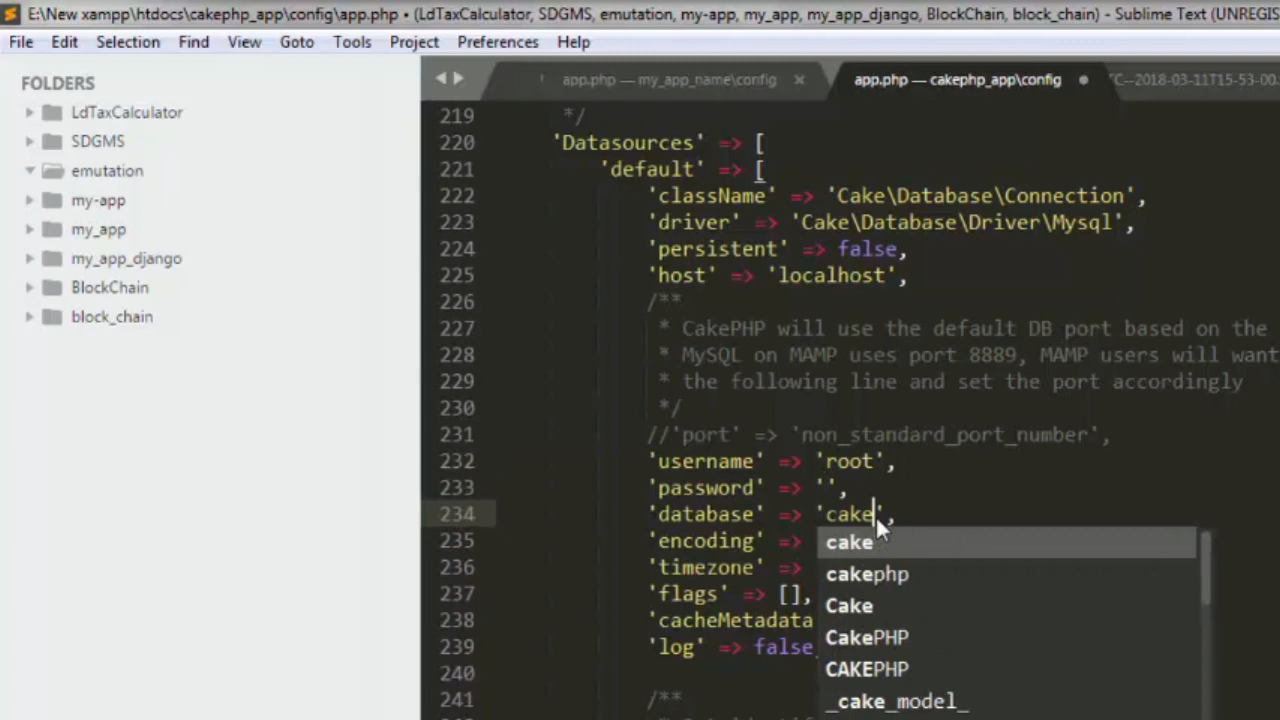 E:\New xampp\htdocs\cakephp_app\config\app.php • (LdTaxCalculator, SDGMS, emutation, my-app, my_app, my_app_django, BlockChain, block_chain) - Sublime Text (UNREGIS
File Edit Selection Find View Goto Tools Project Preferences Help
FOLDERS
LdTaxCalculator
SDGMS
emutation
my-app
my_app
my_app_django
BlockChain
block_chain
app.php — my_app_name\config × app.php — cakephp_app\config C--2018-03-11T15-53-00.
219 */
220 'Datasources' => [
221 'default' => [
222 'className' => 'Cake\Database\Connection',
223 'driver' => 'Cake\Database\Driver\Mysql',
224 'persistent' => false,
225 'host' => 'localhost',
226 /**
227 * CakePHP will use the default DB port based on the
228 * MySQL on MAMP uses port 8889, MAMP users will want
229 * the following line and set the port accordingly
230 */
231 //'port' => 'non_standard_port_number',
232 'username' => 'root',
233 'password' => '',
234 'database' => 'cake',
235 'encoding' =>
236 'timezone' =>
237 'flags' => [],
238 'cacheMetadata
239 'log' => false
240
241 /**
cake
cakephp
Cake
CakePHP
CAKEPHP
_cake_model_